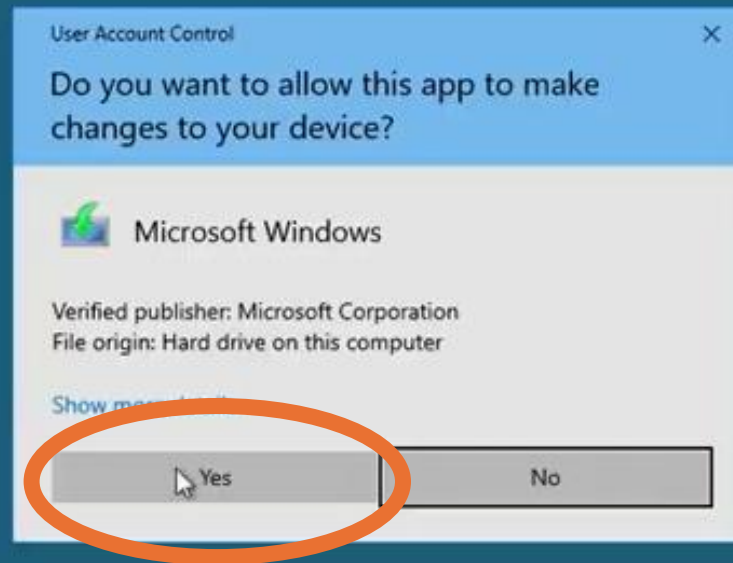 User Account Control
Do you want to allow this app to make
changes to your device?
Microsoft Windows
Verified publisher: Microsoft Corporation
File origin: Hard drive on this computer
Show more
Yes
No